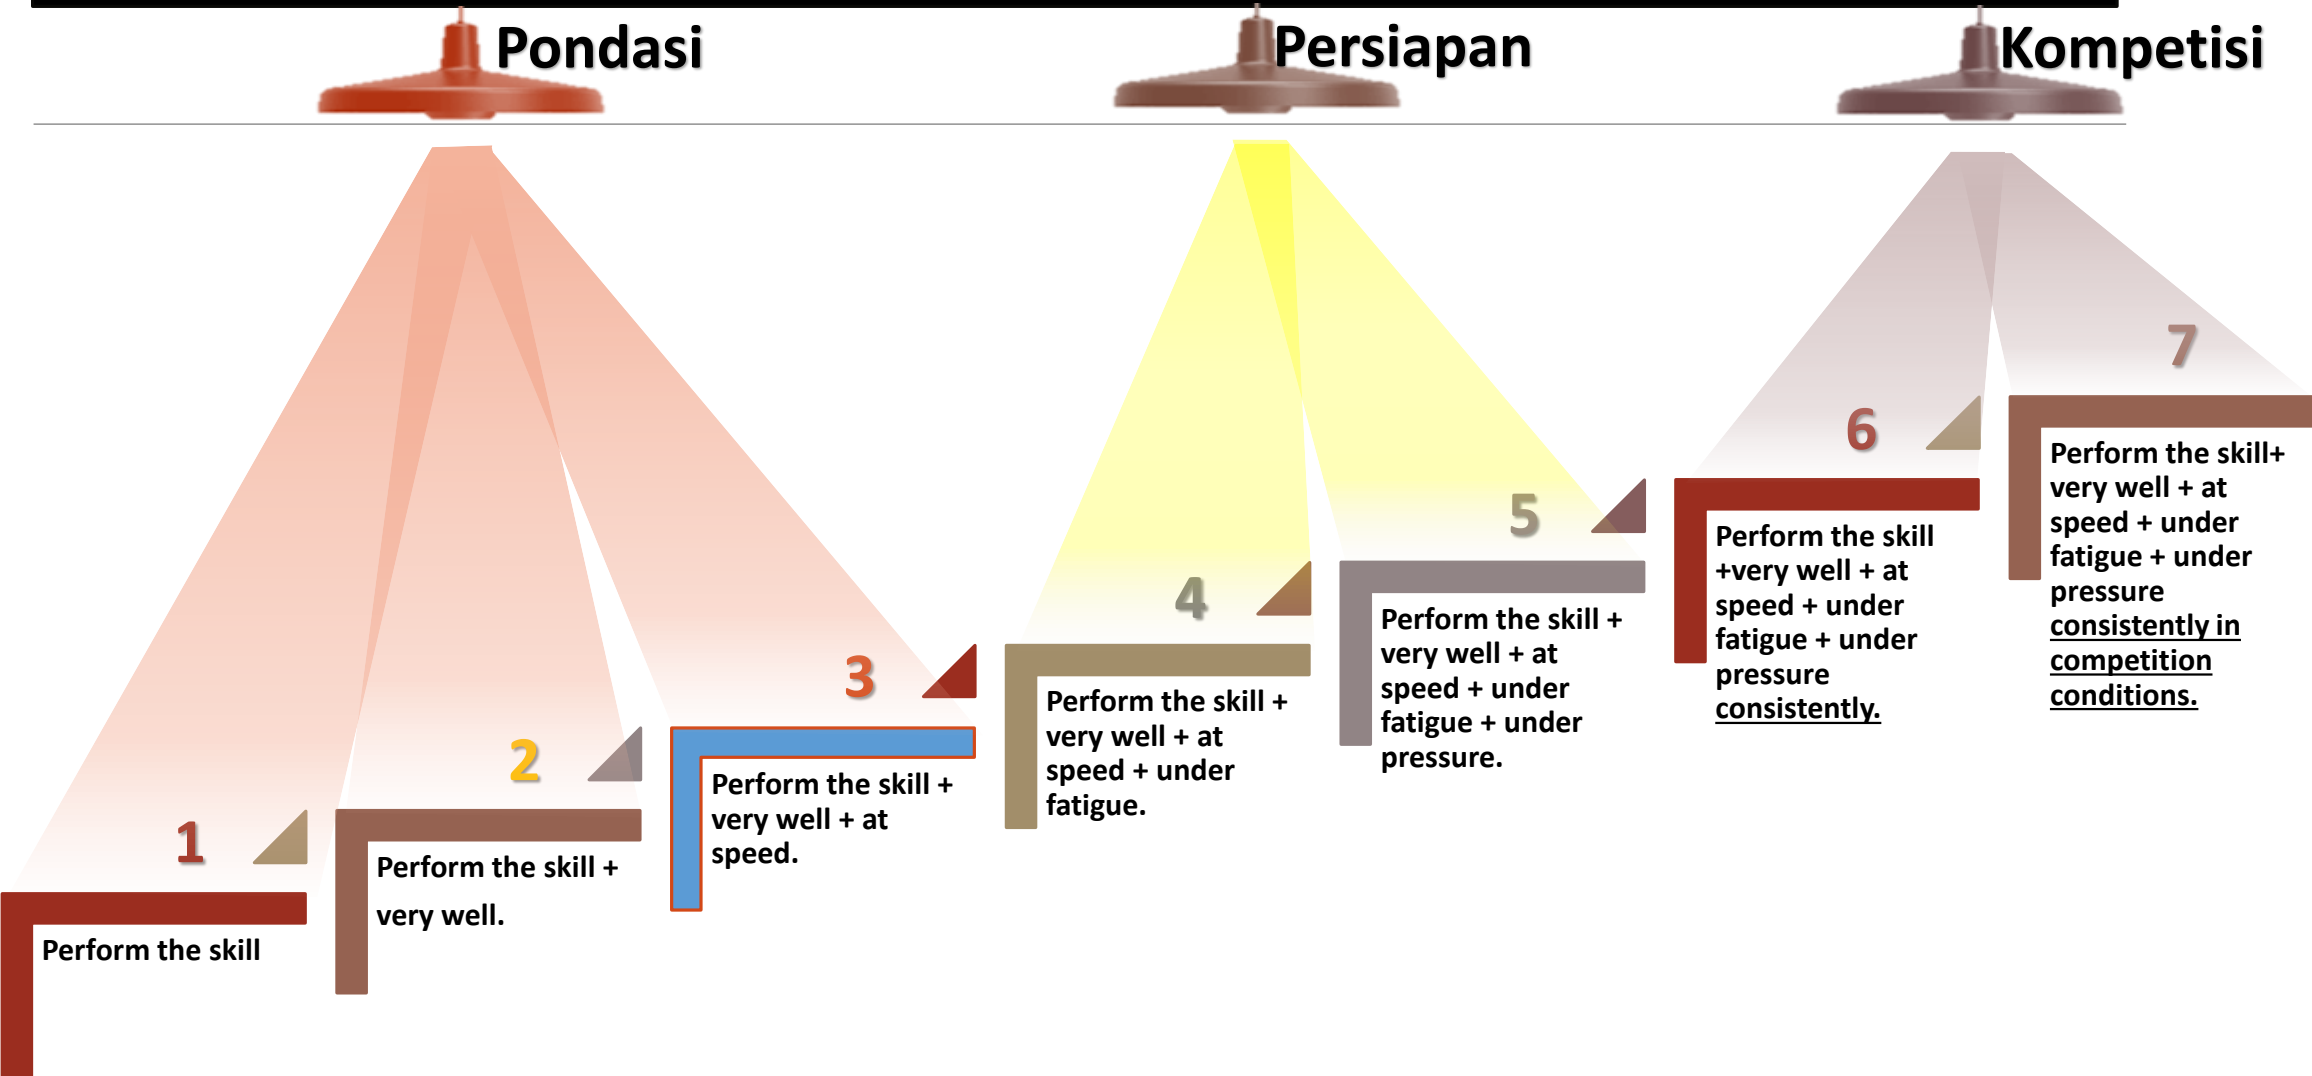 Pondasi
Persiapan
Kompetisi
1
Perform the skill
2
Perform the skill +
very well.
3
Perform the skill +
very well + at
speed.
4
Perform the skill +
very well + at
speed + under
fatigue.
5
Perform the skill +
very well + at
speed + under
fatigue + under
pressure.
6
Perform the skill
+very well + at
speed + under
fatigue + under
pressure
consistently.
7
Perform the skill+
very well + at
speed + under
fatigue + under
pressure
consistently in
competition
conditions.